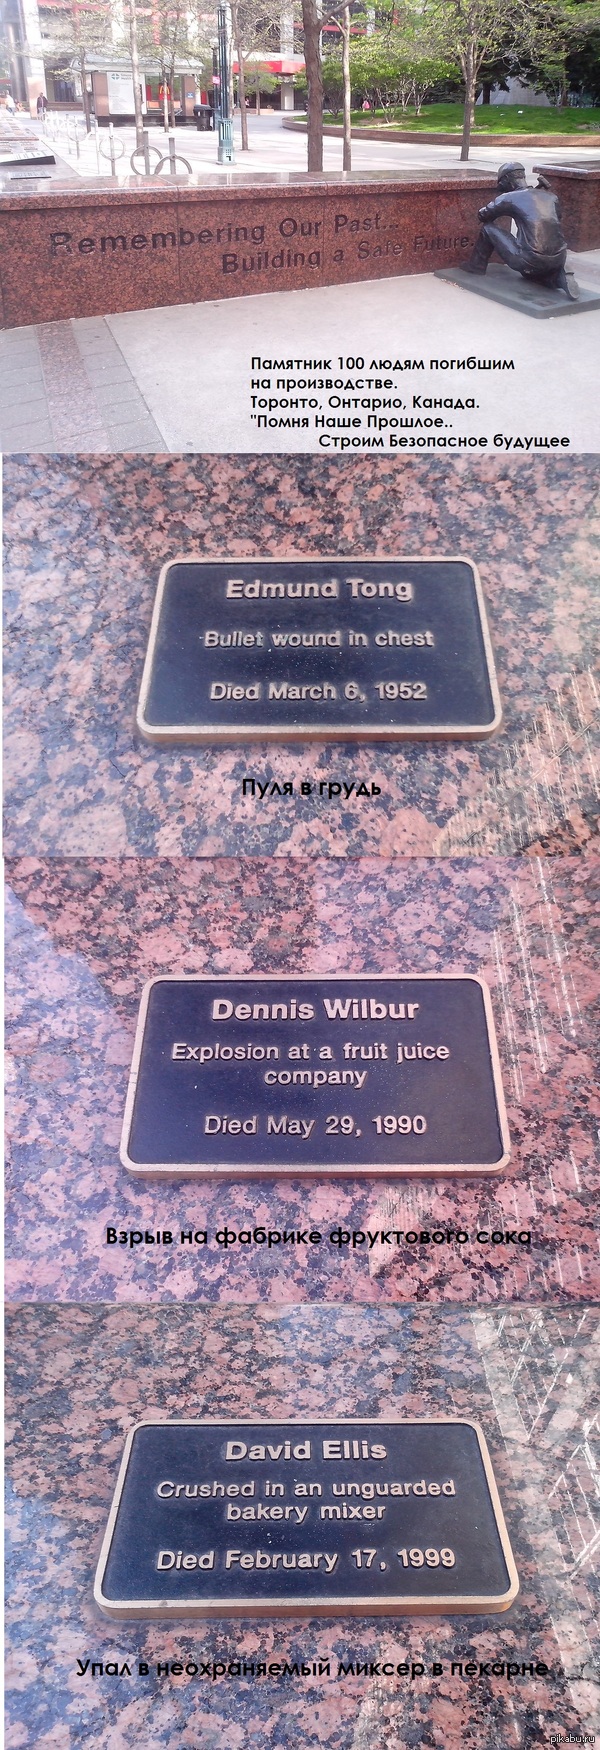 Remembering Our Past...
Building a Safe Future.
Памятник 100 людям погибшим
на производстве.
Торонто, Онтарио, Канада.
"Помня Наше Прошлое..
Строим Безопасное будущее
Edmund Tong
Bullet wound in chest
Died March 6, 1952
Пуля в грудь
Dennis Wilbur
Explosion at a fruit juice
company
Died May 29, 1990
Взрыв на фабрике фруктового сока
David Ellis
Crushed in an unguarded
bakery mixer
Died February 17, 1999
Упал в неохраняемый миксер в пекарне
pikabu.ru